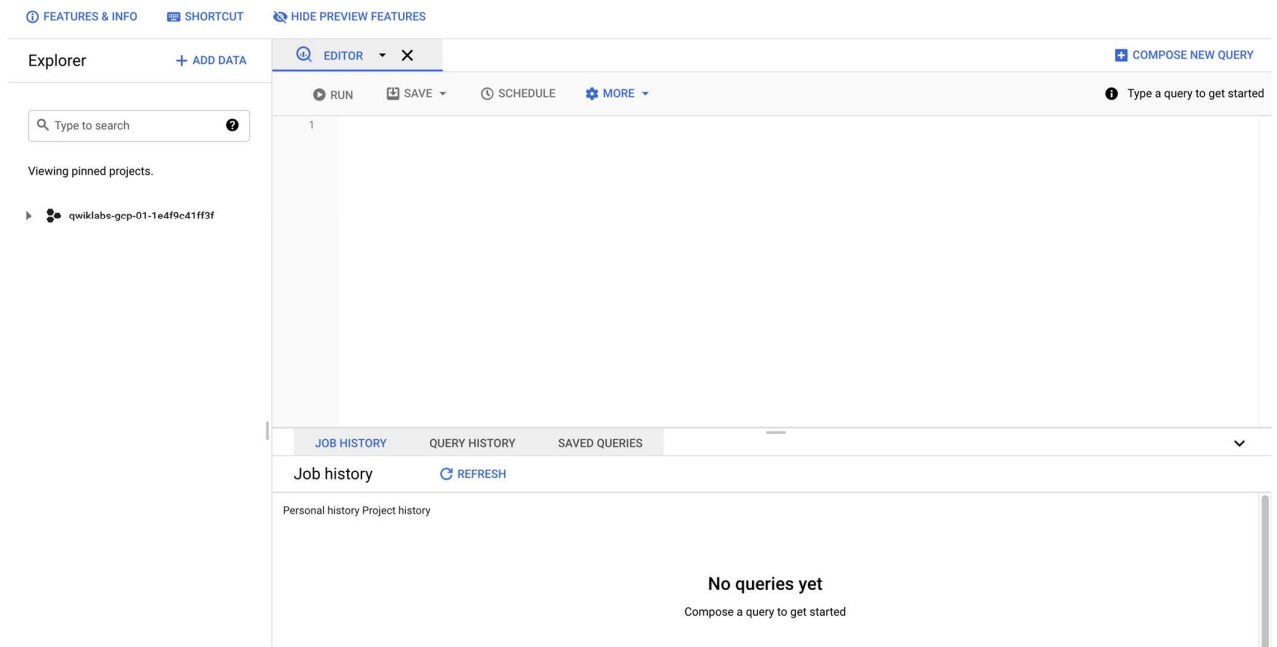 FEATURES & INFO SHORTCUT HIDE PREVIEW FEATURES
Explorer + ADD DATA
EDITOR
COMPOSE NEW QUERY
RUN SAVE SCHEDULE MORE
Type a query to get started
Type to search
Viewing pinned projects.
qwiklabs-gcp-01-1e4f9c41ff3f
1
JOB HISTORY QUERY HISTORY SAVED QUERIES
Job history REFRESH
Personal history Project history
No queries yet
Compose a query to get started